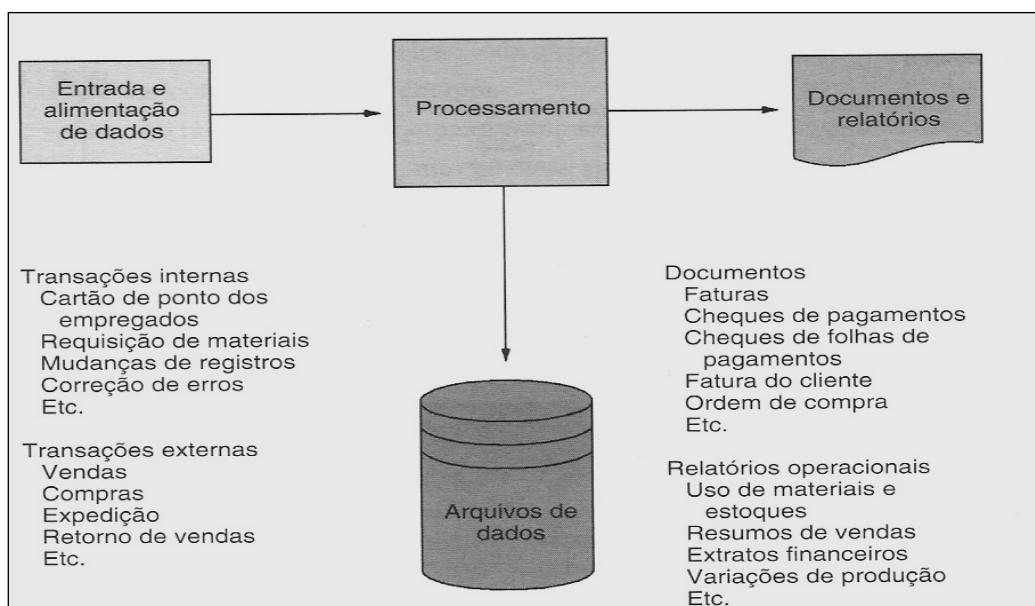 Entrada e
alimentação
de dados
Processamento
Documentos e
relatórios
Transações internas
Cartão de ponto dos
empregados
Requisição de materiais
Mudanças de registros
Correção de erros
Etc.
Transações externas
Vendas
Compras
Expedição
Retorno de vendas
Etc.
Arquivos de
dados
Documentos
Faturas
Cheques de pagamentos
Cheques de folhas de
pagamentos
Fatura do cliente
Ordem de compra
Etc.
Relatórios operacionais
Uso de materiais e
estoques
Resumos de vendas
Extratos financeiros
Variações de produção
Etc.